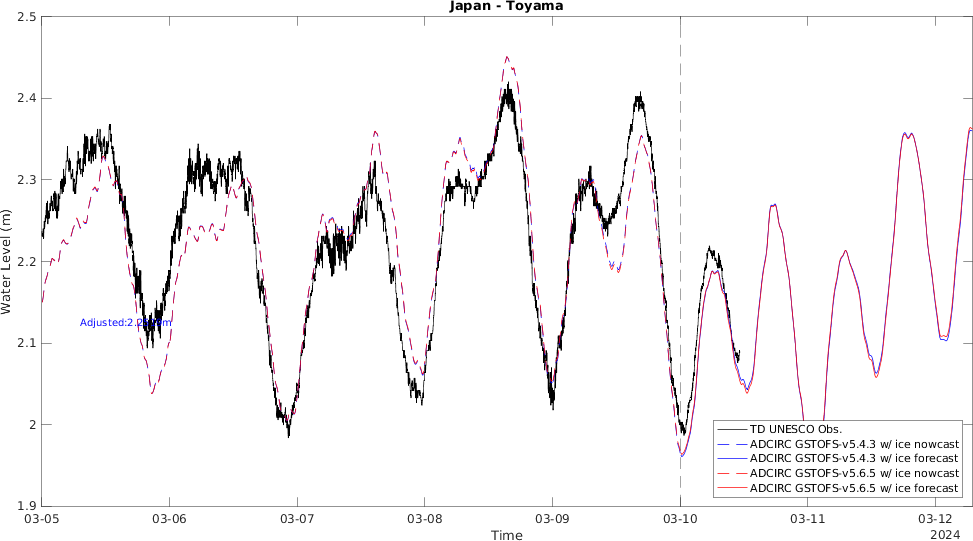 Japan - Toyama
2.5
2.4
2.3
2.2
2.1
2
1.9
Water Level (m)
03-05
03-06
03-07
03-08
03-09
03-10
03-11
03-12
Time
2024
TD UNESCO Obs.
ADCIRC GSTOFS-v5.4.3 w/ ice nowcast
ADCIRC GSTOFS-v5.4.3 w/ ice forecast
ADCIRC GSTOFS-v5.6.5 w/ ice nowcast
ADCIRC GSTOFS-v5.6.5 w/ ice forecast